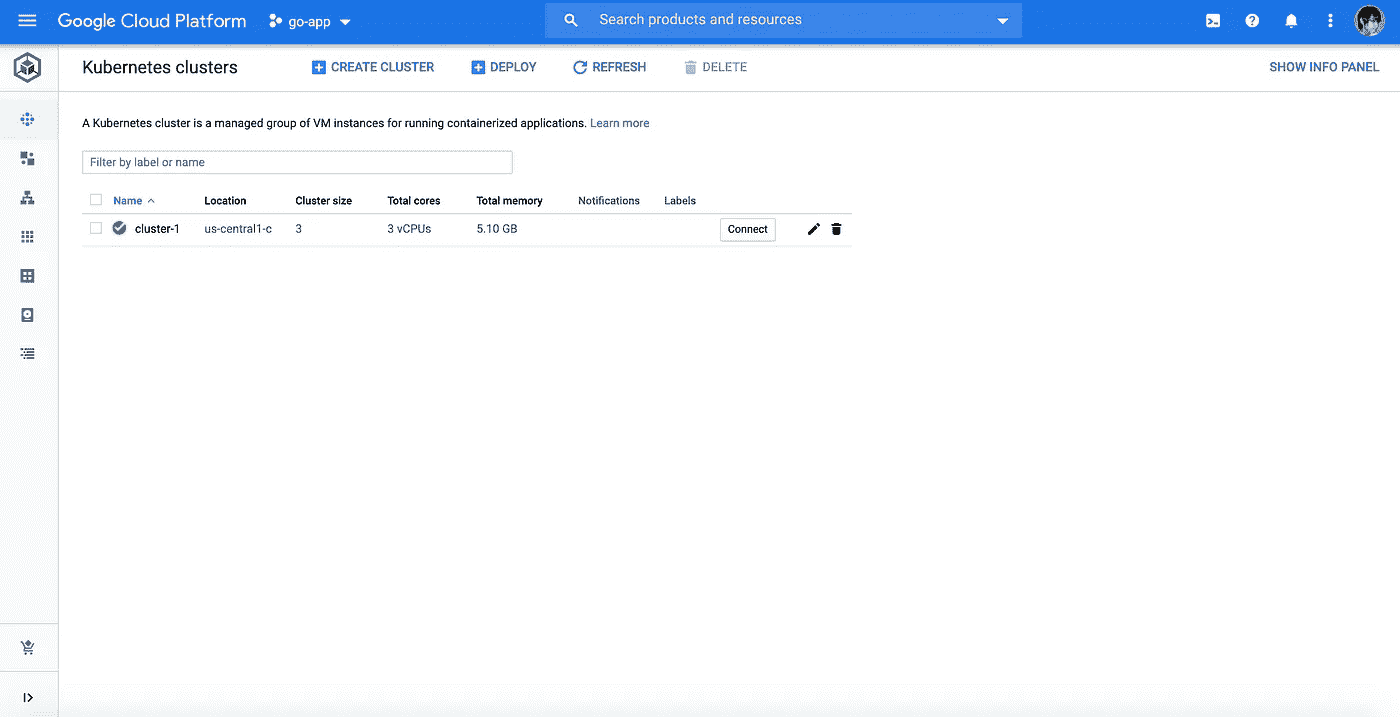 Google Cloud Platform go-app Search products and resources
Kubernetes clusters CREATE CLUSTER DEPLOY REFRESH DELETE SHOW INFO PANEL
A Kubernetes cluster is a managed group of VM instances for running containerized applications. Learn more
Filter by label or name
Name Location Cluster size Total cores Total memory Notifications Labels
cluster-1 us-central1-c 3 3 vCPUs 5.10 GB Connect